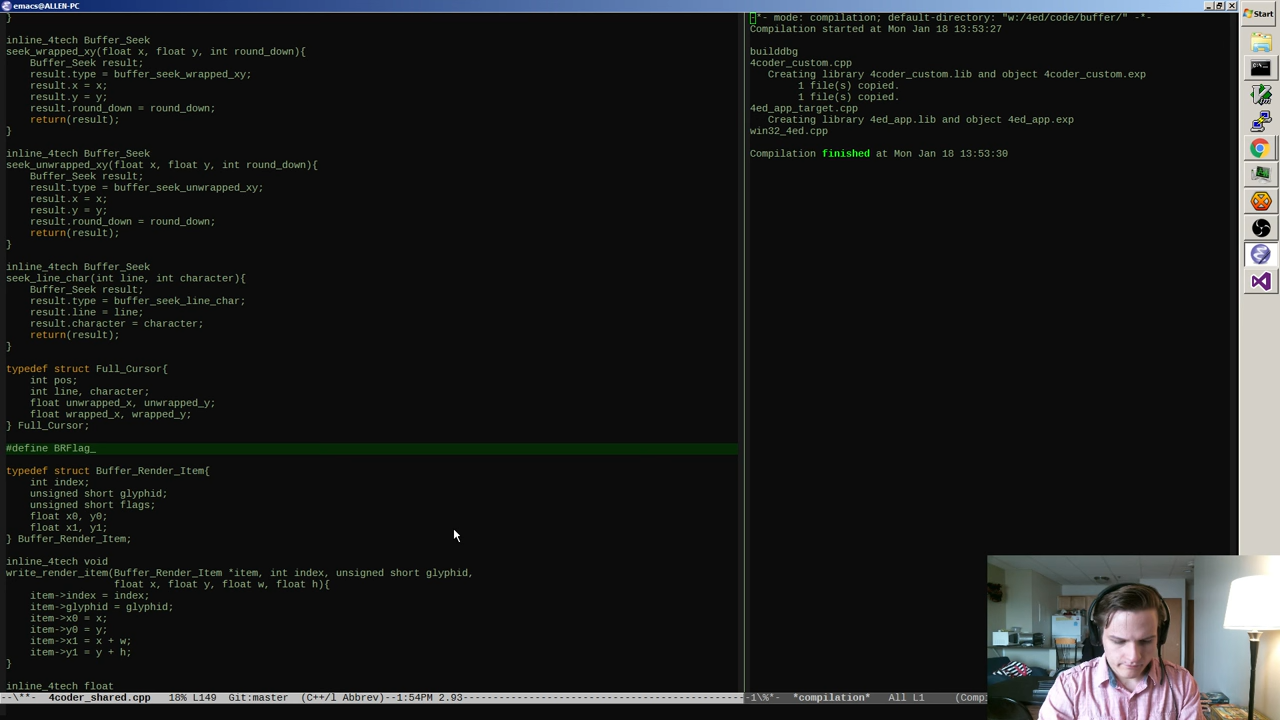 emacs@ALLEN-PC
}
inline_4tech Buffer_Seek
seek_wrapped_xy(float x, float y, int round_down){
    Buffer_Seek result;
    result.type = buffer_seek_wrapped_xy;
    result.x = x;
    result.y = y;
    result.round_down = round_down;
    return(result);
}
inline_4tech Buffer_Seek
seek_unwrapped_xy(float x, float y, int round_down){
    Buffer_Seek result;
    result.type = buffer_seek_unwrapped_xy;
    result.x = x;
    result.y = y;
    result.round_down = round_down;
    return(result);
}
inline_4tech Buffer_Seek
seek_line_char(int line, int character){
    Buffer_Seek result;
    result.type = buffer_seek_line_char;
    result.line = line;
    result.character = character;
    return(result);
}
typedef struct Full_Cursor{
    int pos;
    int line, character;
    float unwrapped_x, unwrapped_y;
    float wrapped_x, wrapped_y;
} Full_Cursor;
#define BRFlag_
typedef struct Buffer_Render_Item{
    int index;
    unsigned short glyphid;
    unsigned short flags;
    float x0, y0;
    float x1, y1;
} Buffer_Render_Item;
inline_4tech void
write_render_item(Buffer_Render_Item *item, int index, unsigned short glyphid,
                  float x, float y, float w, float h){
    item->index = index;
    item->glyphid = glyphid;
    item->x0 = x;
    item->y0 = y;
    item->x1 = x + w;
    item->y1 = y + h;
}
inline_4tech float
--\**-  4coder_shared.cpp   18% L149  Git:master  (C++/l Abbrev)--1:54PM 2.93
-*- mode: compilation; default-directory: "w:/4ed/code/buffer/" -*-
Compilation started at Mon Jan 18 13:53:27
builddbg
4coder_custom.cpp
   Creating library 4coder_custom.lib and object 4coder_custom.exp
        1 file(s) copied.
        1 file(s) copied.
4ed_app_target.cpp
   Creating library 4ed_app.lib and object 4ed_app.exp
win32_4ed.cpp
Compilation finished at Mon Jan 18 13:53:30
-1\%*-  *compilation*   All L1     (Compi
Start